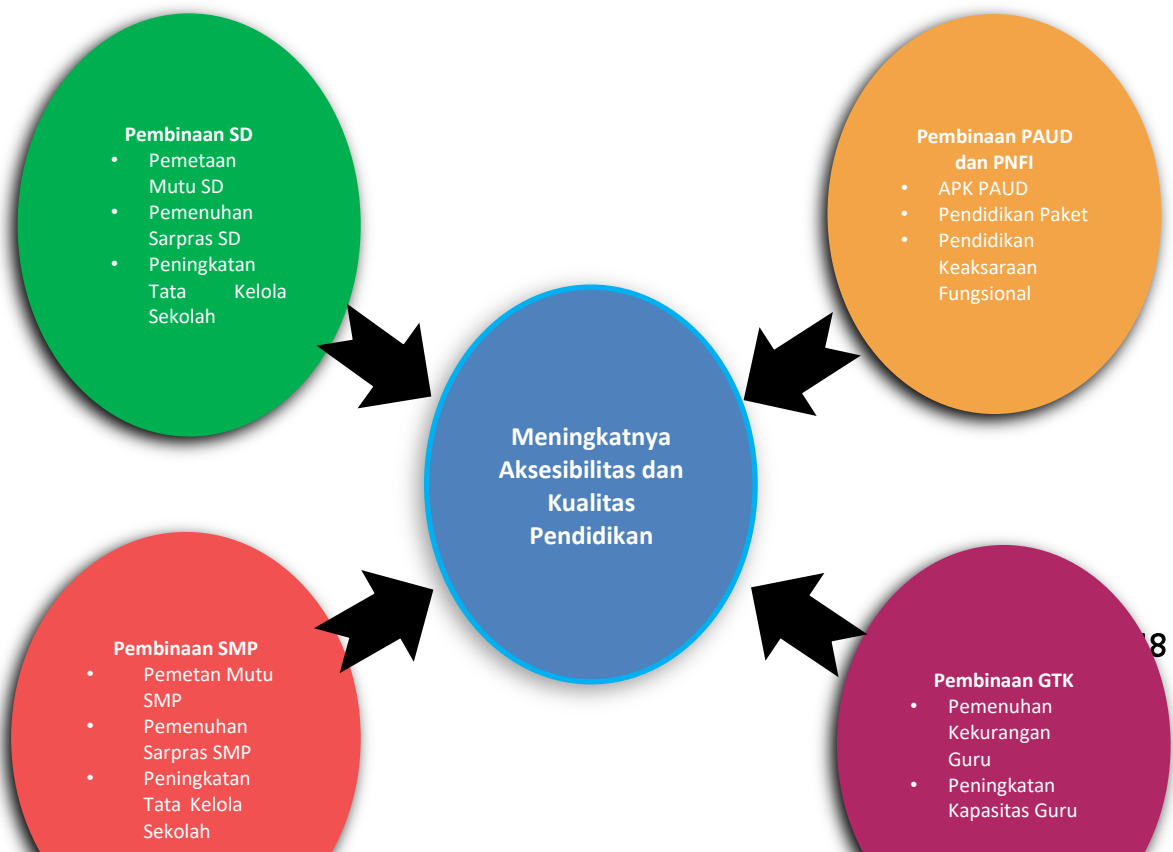 Pembinaan SD
• Pemetaan
Mutu SD
• Pemenuhan
Sarpras SD
• Peningkatan
Tata Kelola
Sekolah
Pembinaan PAUD
dan PNFI
• APK PAUD
• Pendidikan Paket
• Pendidikan
Keaksaraan
Fungsional
Meningkatnya
Aksesibilitas dan
Kualitas
Pendidikan
Pembinaan SMP
• Pemetan Mutu
SMP
• Pemenuhan
Sarpras SMP
• Peningkatan
Tata Kelola
Sekolah
Pembinaan GTK
• Pemenuhan
Kekurangan
Guru
• Peningkatan
Kapasitas Guru